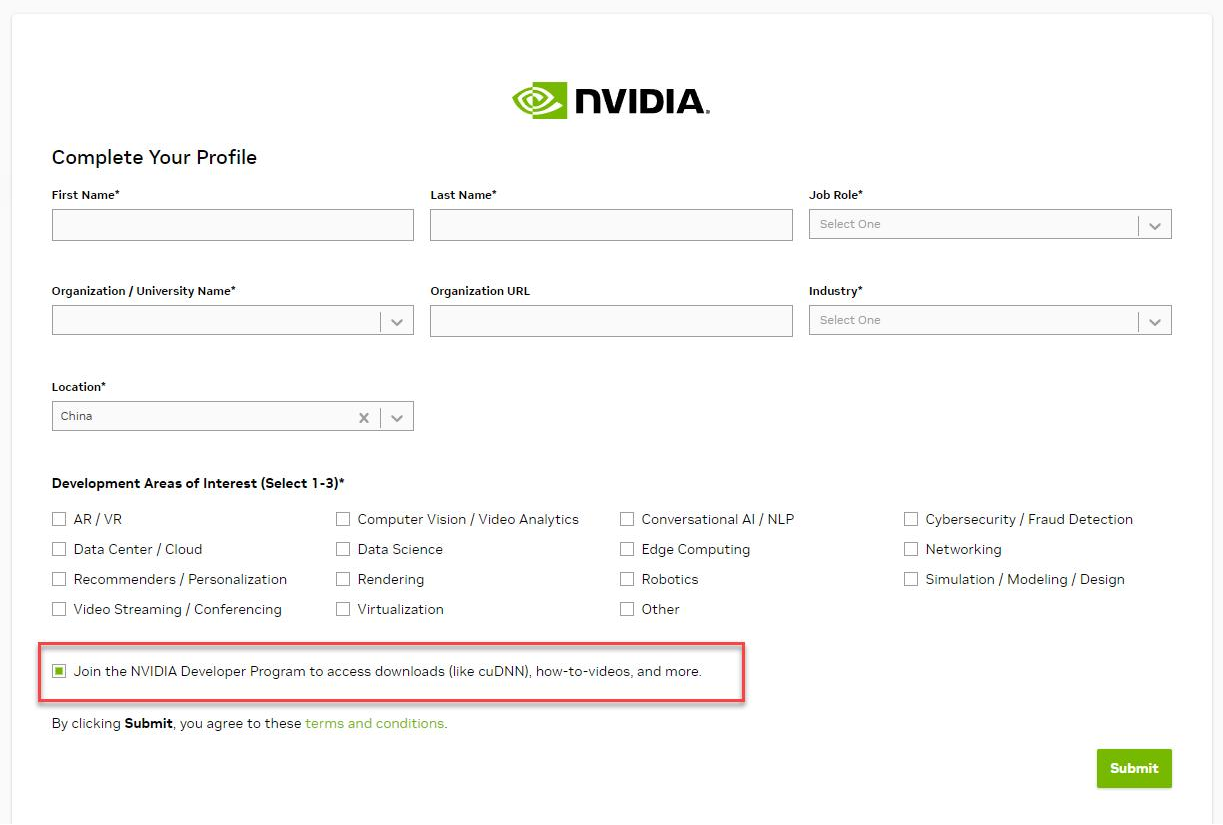 NVIDIA.
Complete Your Profile
First Name* Last Name* Job Role*
Select One
Organization / University Name* Organization URL Industry*
Select One
Location*
China X
Development Areas of Interest (Select 1-3)*
AR / VR Computer Vision / Video Analytics Conversational AI / NLP Cybersecurity / Fraud Detection
Data Center / Cloud Data Science Edge Computing Networking
Recommenders / Personalization Rendering Robotics Simulation / Modeling / Design
Video Streaming / Conferencing Virtualization Other
Join the NVIDIA Developer Program to access downloads (like cuDNN), how-to-videos, and more.
By clicking Submit, you agree to these terms and conditions.
Submit